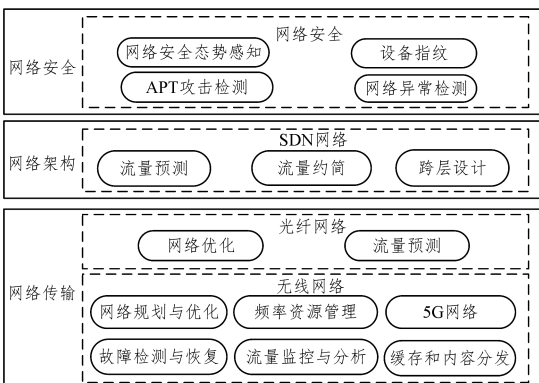 网络安全
网络安全
网络安全态势感知
设备指纹
APT攻击检测
网络异常检测
网络架构
SDN网络
流量预测
流量约简
跨层设计
网络传输
光纤网络
网络优化
流量预测
无线网络
网络规划与优化
频率资源管理
5G网络
故障检测与恢复
流量监控与分析
缓存和内容分发